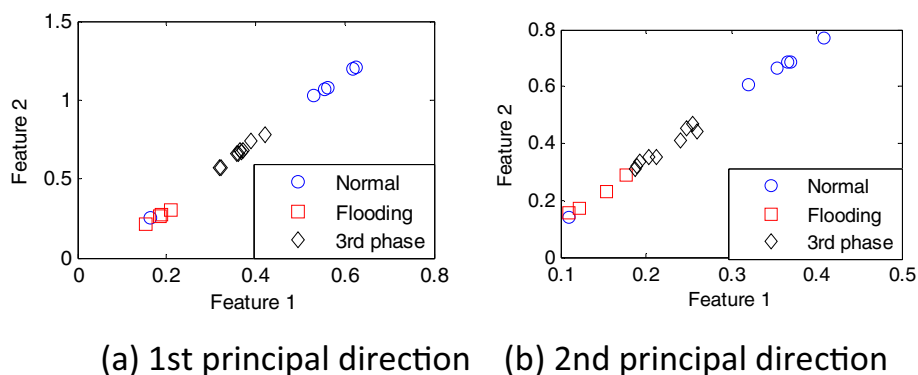 (a)
1.5
1
0.5
0
Feature 2
Normal
Flooding
3rd phase
0 0.2 0.4 0.6 0.8
Feature 1
(b)
0.8
0.6
0.4
0.2
0
Feature 2
Normal
Flooding
3rd phase
0.1 0.2 0.3 0.4 0.5
Feature 1
(a) 1st principal direction (b) 2nd principal direction